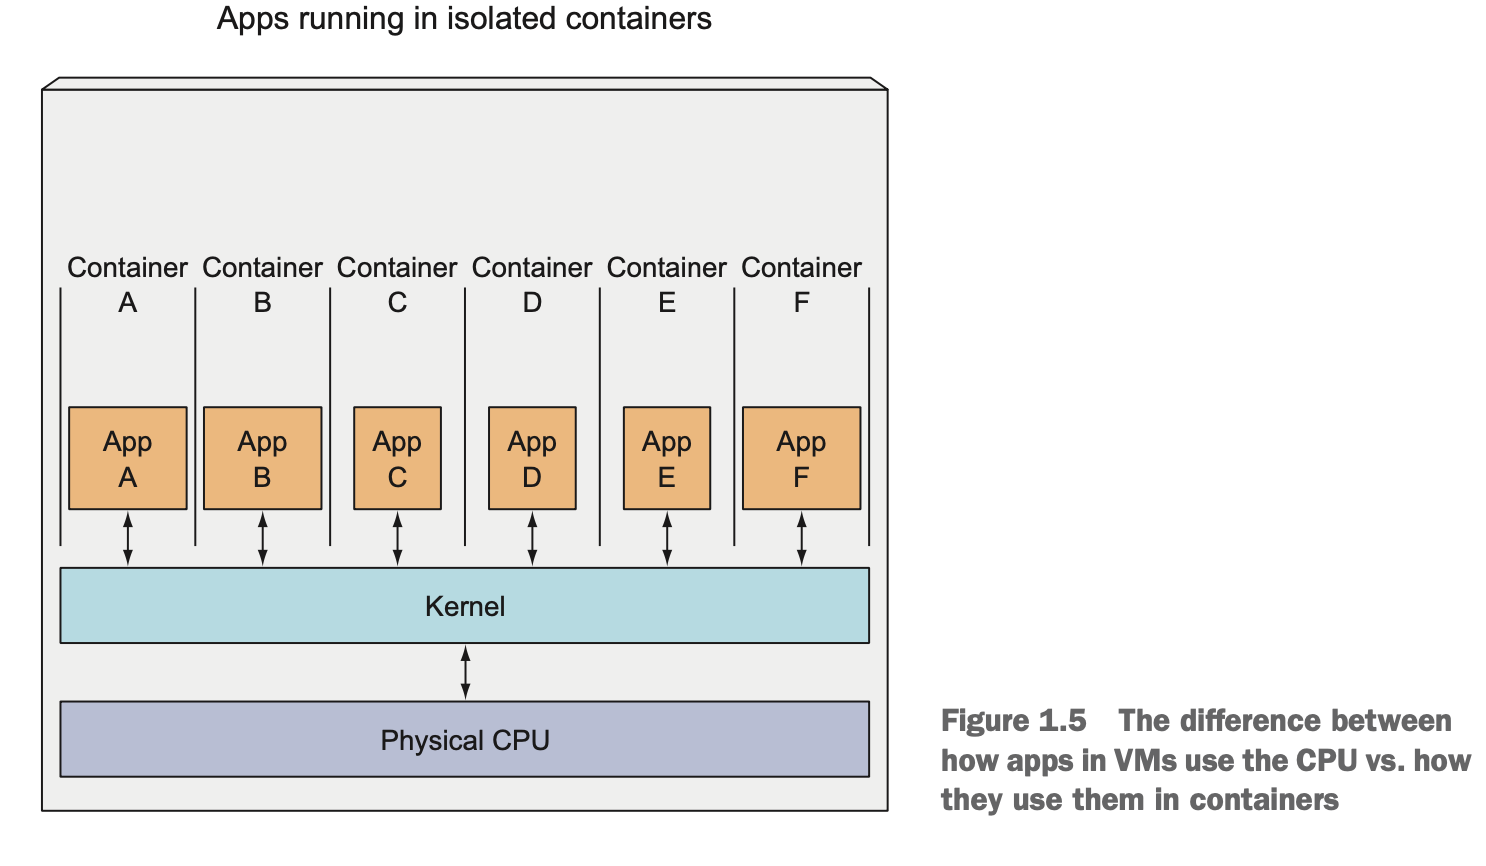 Apps running in isolated containers
Container Container Container Container Container Container
A B C D E F
App App App App App App
A B C D E F
Kernel
Physical CPU
Figure 1.5 The difference between
how apps in VMs use the CPU vs. how
they use them in containers